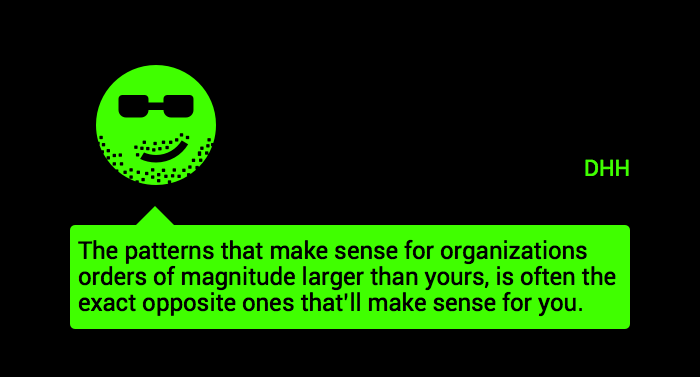 DHH
The patterns that make sense for organizations
orders of magnitude larger than yours, is often the
exact opposite ones that'll make sense for you.